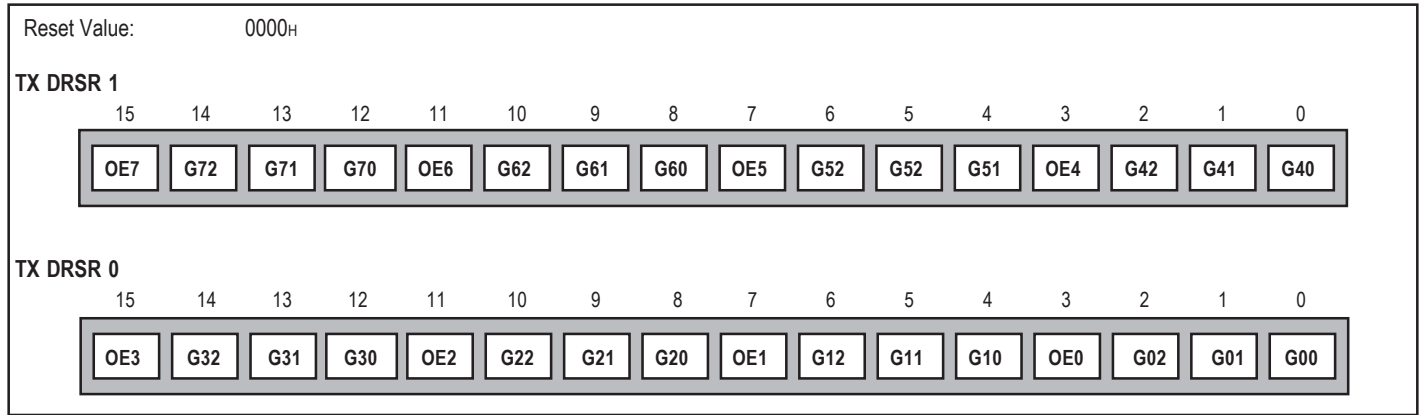 Reset Value: 0000H
TX DRSR 1
15 14 13 12 11 10 9 8 7 6 5 4 3 2 1 0
OE7 G72 G71 G70 OE6 G62 G61 G60 OE5 G52 G52 G51 OE4 G42 G41 G40
TX DRSR 0
15 14 13 12 11 10 9 8 7 6 5 4 3 2 1 0
OE3 G32 G31 G30 OE2 G22 G21 G20 OE1 G12 G11 G10 OE0 G02 G01 G00